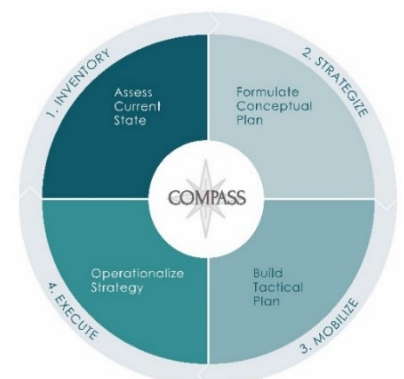 1. INVENTORY
Assess
Current
State
2. STRATEGIZE
Formulate
Conceptual
Plan
COMPASS
4. EXECUTE
Operationalize
Strategy
3. MOBILIZE
Build
Tactical
Plan